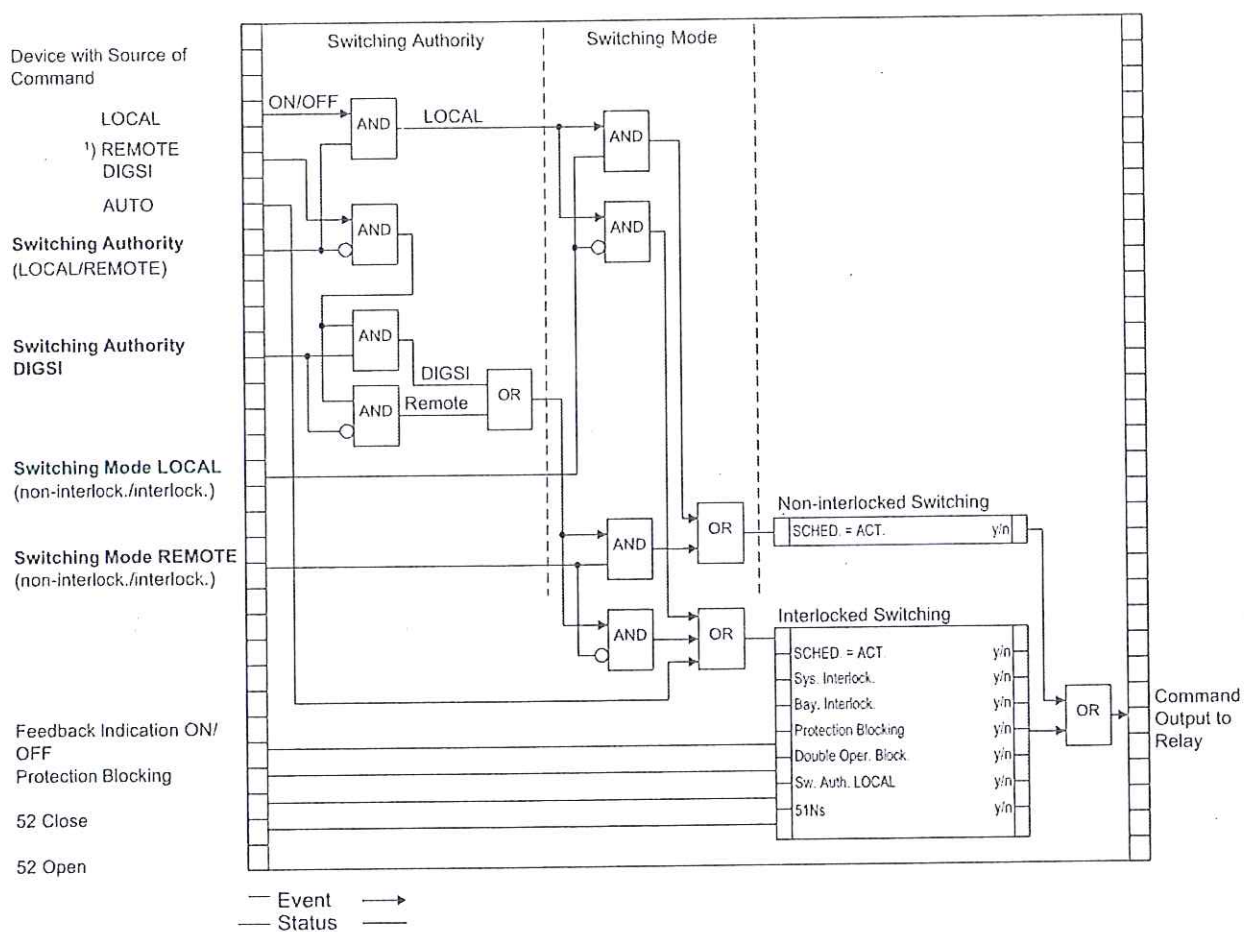 Switching Authority
Switching Mode
Device with Source of
Command
ON/OFF
LOCAL
¹) REMOTE
DIGSI
AUTO
Switching Authority
(LOCAL/REMOTE)
Switching Authority
DIGSI
Switching Mode LOCAL
(non-interlock./interlock.)
Switching Mode REMOTE
(non-interlock./interlock.)
Feedback Indication ON/
OFF
Protection Blocking
52 Close
52 Open
AND
LOCAL
AND
AND
AND
DIGSI
Remote
OR
AND
AND
AND
AND
OR
OR
Non-interlocked Switching
SCHED. = ACT. y/n
Interlocked Switching
SCHED. = ACT y/n
Sys. Interlock. y/n
Bay. Interlock. y/n
Protection Blocking y/n
Double Oper. Block y/n
Sw. Auth. LOCAL y/n
51Ns y/n
OR
Command
Output to
Relay
Event
Status